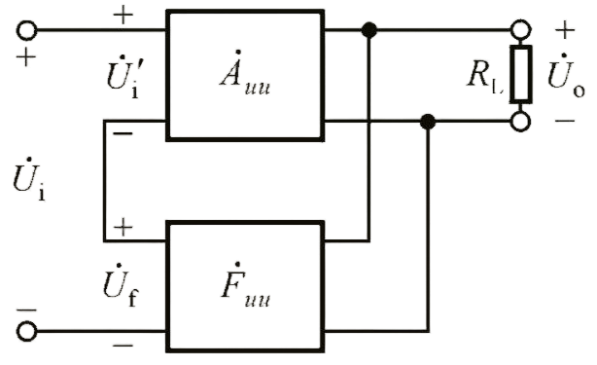 + +
+ U̇i′ Ȧuu RL U̇o
− −
U̇i
+
U̇f Ḟuu
− −